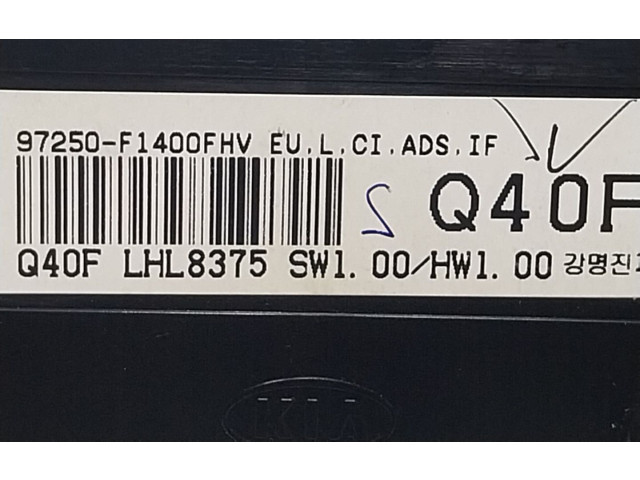 97250-F1400FHV EU.L.CI.ADS.IF
Q40F
Q40F LHL8375 SW1.00/HW1.00 강명진
KIA